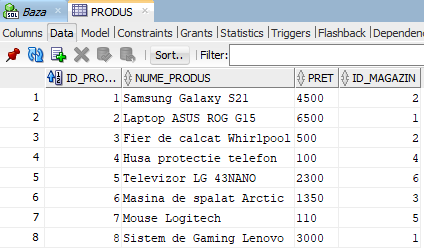 Baza PRODUS
Columns Data Model Constraints Grants Statistics Triggers Flashback Dependen
Sort.. Filter:
ID_PRO... NUME_PRODUS PRET ID_MAGAZIN
1 1 Samsung Galaxy S21 4500 2
2 2 Laptop ASUS ROG G15 6500 1
3 3 Fier de calcat Whirlpool 500 2
4 4 Husa protectie telefon 100 4
5 5 Televizor LG 43NANO 2300 6
6 6 Masina de spalat Arctic 1350 3
7 7 Mouse Logitech 110 5
8 8 Sistem de Gaming Lenovo 3000 1